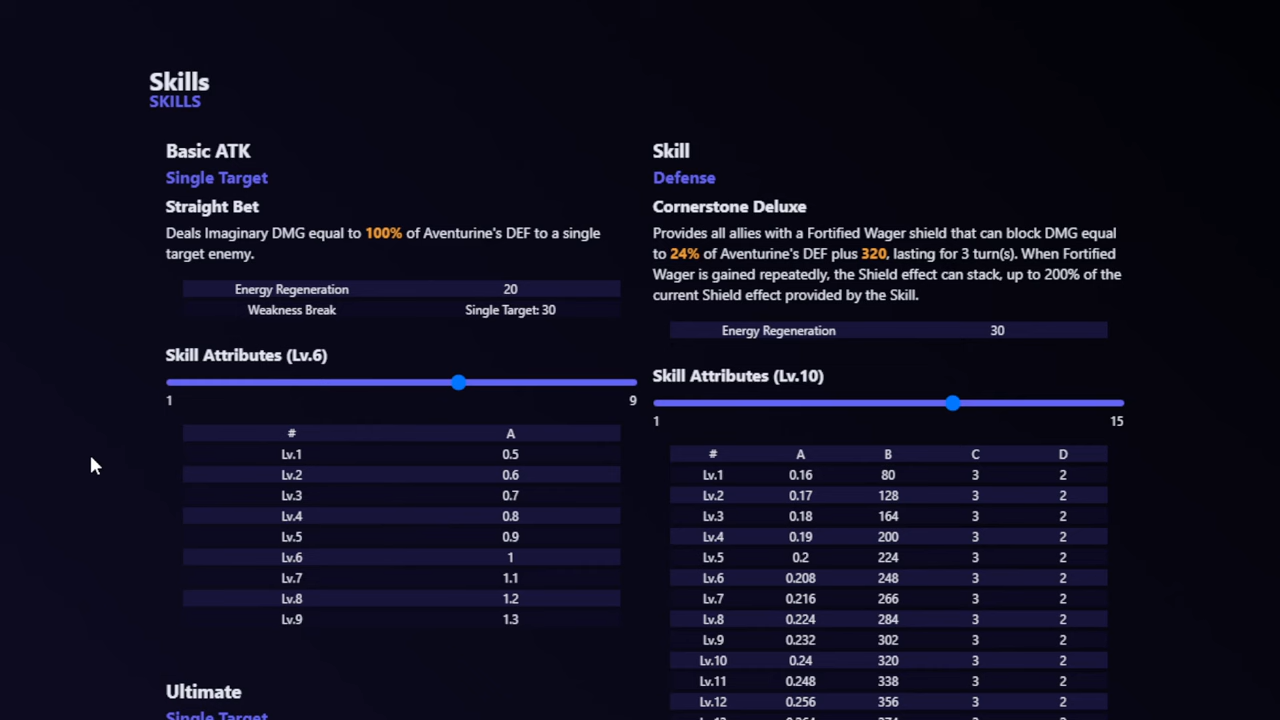 Skills
SKILLS
Basic ATK
Single Target
Straight Bet
Deals Imaginary DMG equal to 100% of Aventurine's DEF to a single
target enemy.
Energy Regeneration 20
Weakness Break Single Target: 30
Skill Attributes (Lv.6)
1 9
# A
Lv.1 0.5
Lv.2 0.6
Lv.3 0.7
Lv.4 0.8
Lv.5 0.9
Lv.6 1
Lv.7 1.1
Lv.8 1.2
Lv.9 1.3
Ultimate
Single Target
Skill
Defense
Cornerstone Deluxe
Provides all allies with a Fortified Wager shield that can block DMG equal
to 24% of Aventurine's DEF plus 320, lasting for 3 turn(s). When Fortified
Wager is gained repeatedly, the Shield effect can stack, up to 200% of the
current Shield effect provided by the Skill.
Energy Regeneration 30
Skill Attributes (Lv.10)
1 15
# A B C D
Lv.1 0.16 80 3 2
Lv.2 0.17 128 3 2
Lv.3 0.18 164 3 2
Lv.4 0.19 200 3 2
Lv.5 0.2 224 3 2
Lv.6 0.208 248 3 2
Lv.7 0.216 266 3 2
Lv.8 0.224 284 3 2
Lv.9 0.232 302 3 2
Lv.10 0.24 320 3 2
Lv.11 0.248 338 3 2
Lv.12 0.256 356 3 2